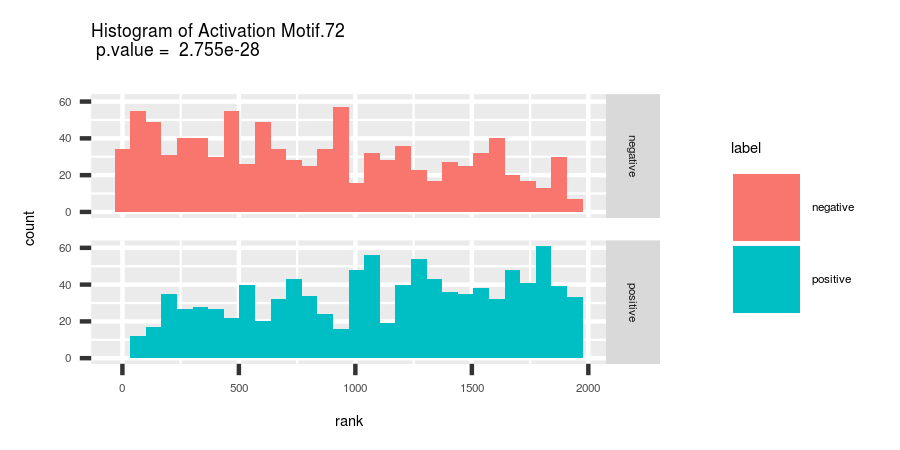 Histogram of Activation Motif.72
p.value =  2.755e-28
count
60
40
20
0
negative
60
40
20
0
positive
0 500 1000 1500 2000
rank
label
negative
positive